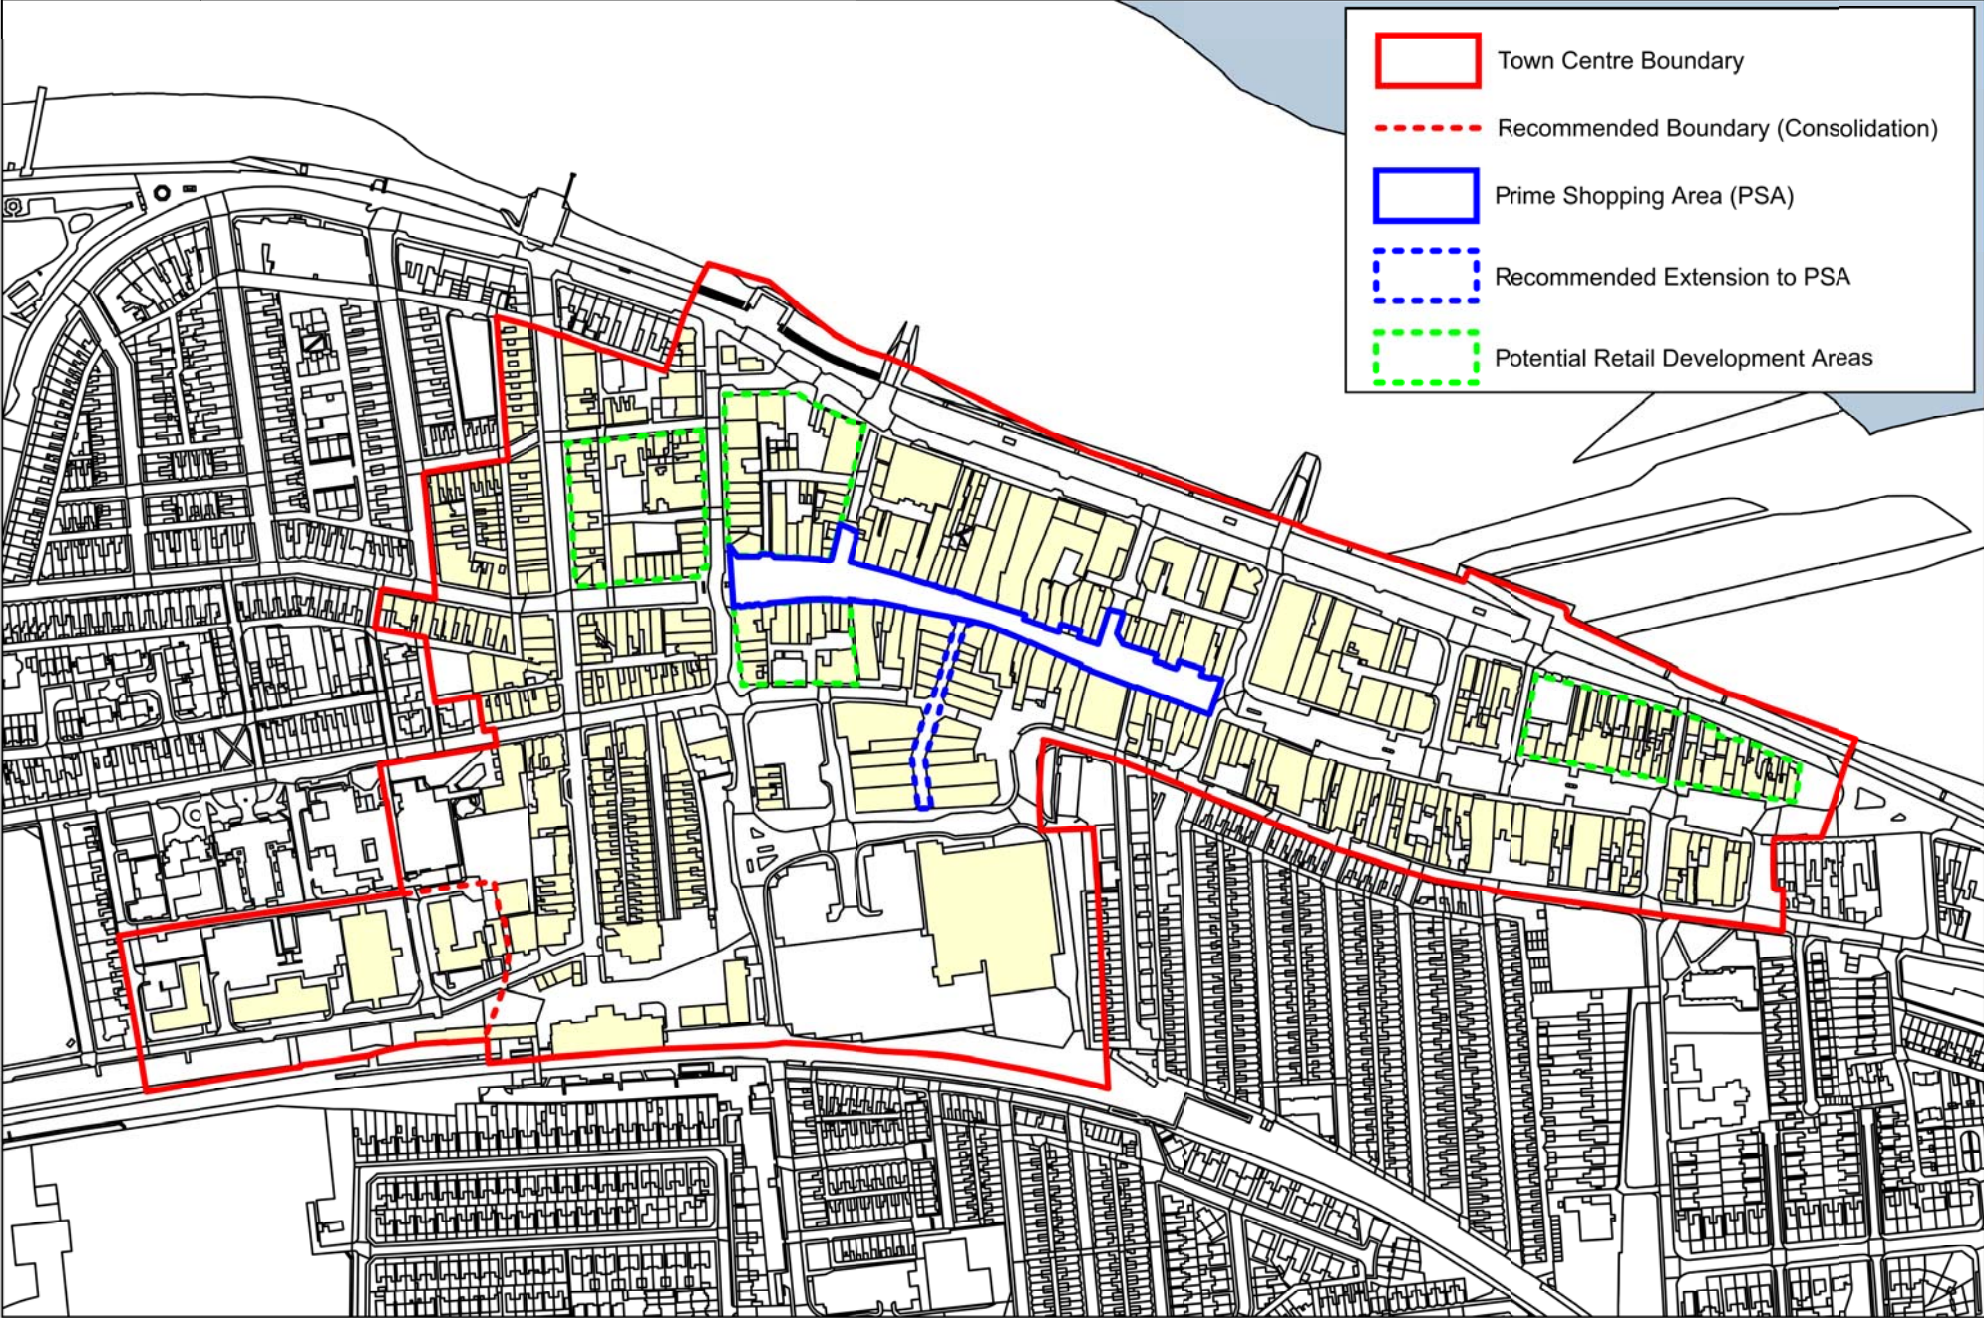 Town Centre Boundary
Recommended Boundary (Consolidation)
Prime Shopping Area (PSA)
Recommended Extension to PSA
Potential Retail Development Areas